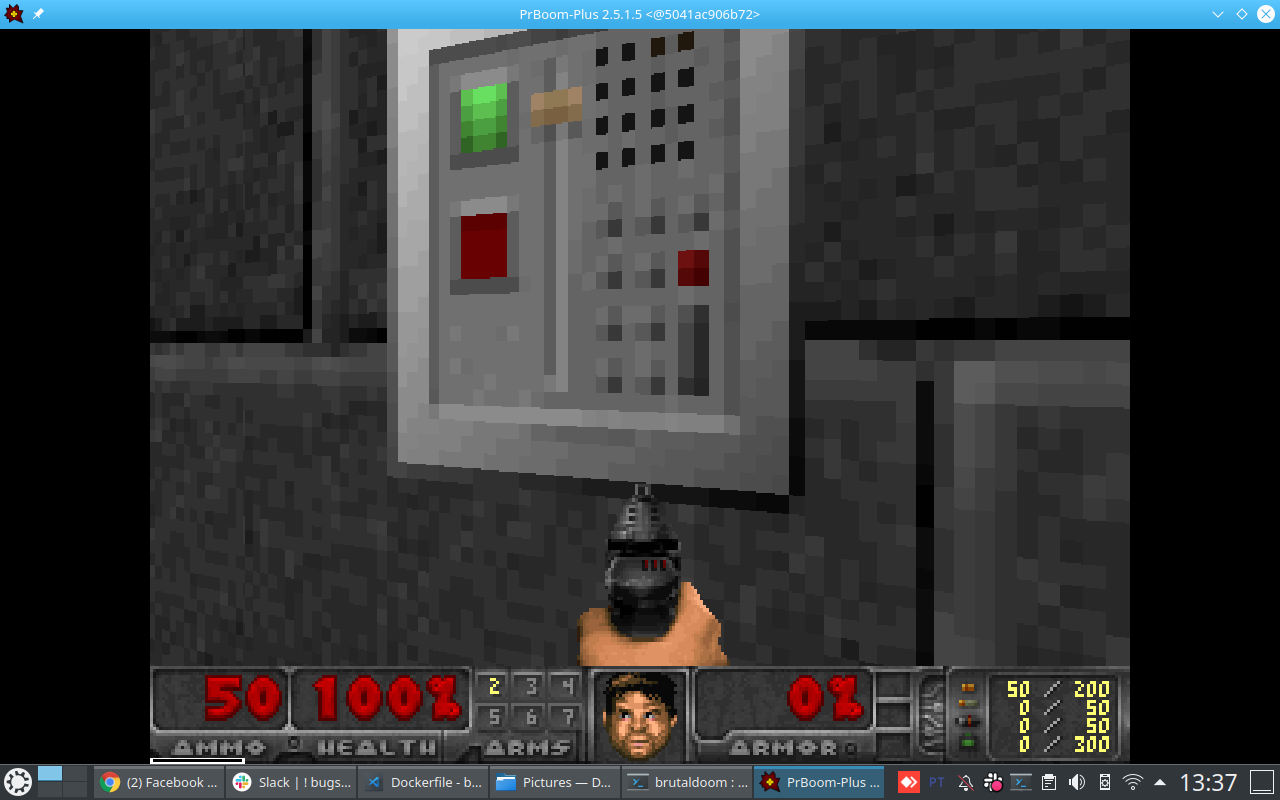 PrBoom-Plus 2.5.1.5 <@5041ac906b72>
50 100% 2 3 4 0% 50 / 200
0 / 50
5 6 7 0 / 50
AMMO HEALTH ARMS ARMOR 0 / 300
(2) Facebook ... Slack | ! bugs... Dockerfile - b... Pictures — D... brutaldoom : ... PrBoom-Plus ... PT 13:37